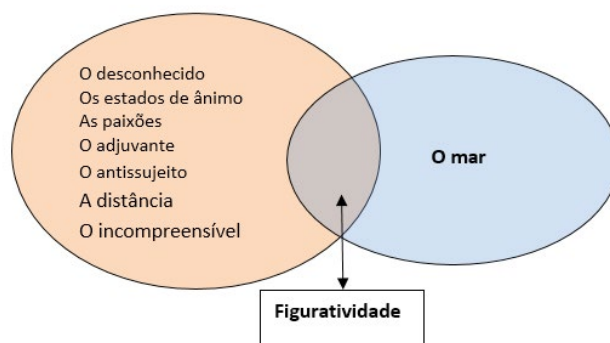 O desconhecido
Os estados de ânimo
As paixões
O adjuvante
O antissujeito
A distância
O incompreensível
O mar
Figuratividade